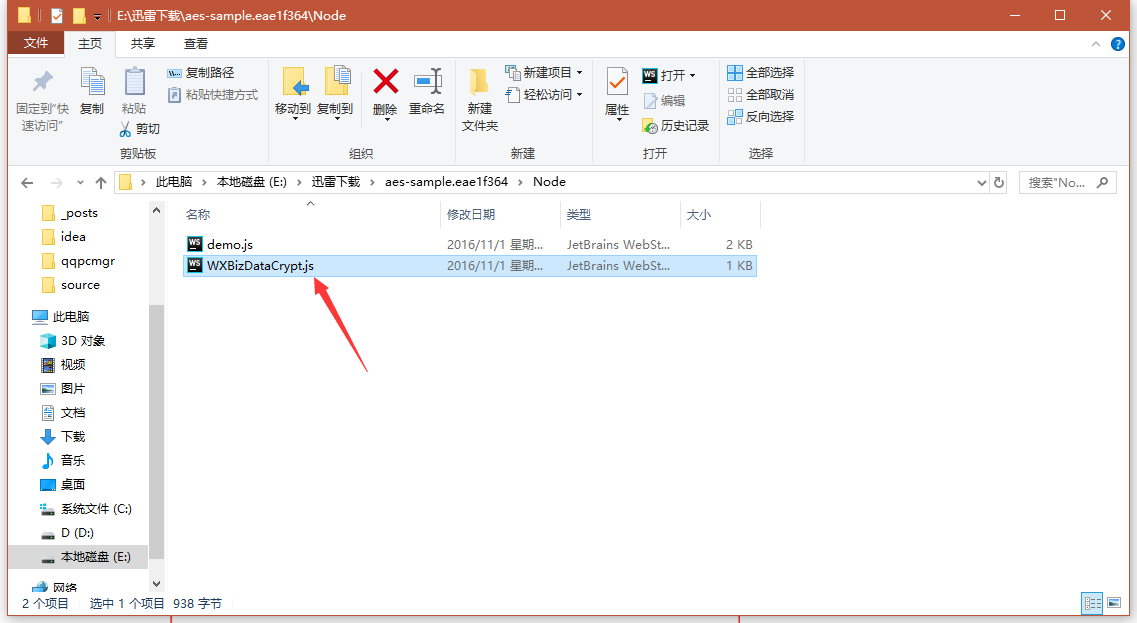 E:\迅雷下载\aes-sample.eae1f364\Node
文件 主页 共享 查看
固定到"快速访问"
复制
粘贴
复制路径
粘贴快捷方式
剪切
剪贴板
移动到
复制到
删除
重命名
组织
新建
文件夹
新建项目
轻松访问
新建
属性
打开
编辑
历史记录
打开
全部选择
全部取消
反向选择
选择
此电脑 本地磁盘 (E:) 迅雷下载 aes-sample.eae1f364 Node
搜索"No...
_posts
idea
qqpcmgr
source
此电脑
3D 对象
视频
图片
文档
下载
音乐
桌面
系统文件 (C:)
D (D:)
本地磁盘 (E:)
网络
名称 修改日期 类型 大小
WS demo.js 2016/11/1 星期... JetBrains WebSt... 2 KB
WS WXBizDataCrypt.js 2016/11/1 星期... JetBrains WebSt... 1 KB
2 个项目 选中 1 个项目 938 字节